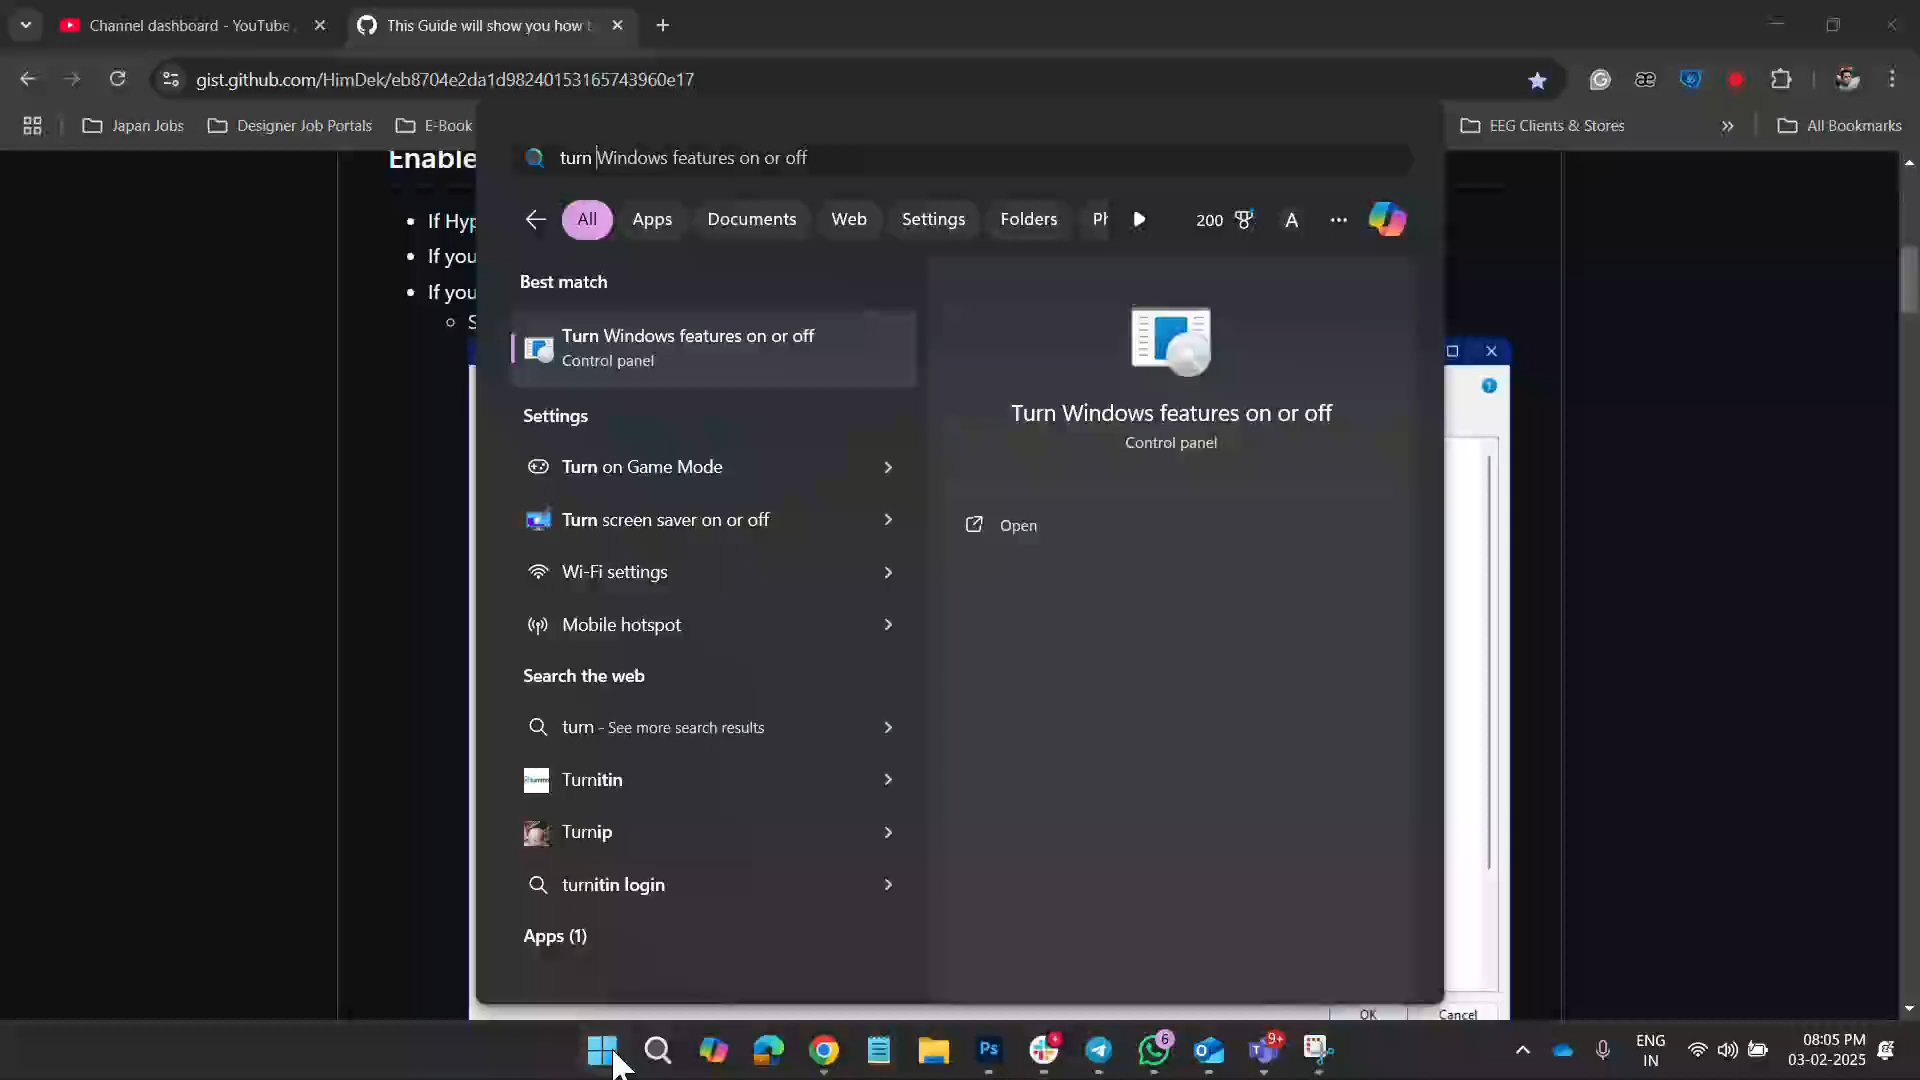 Channel dashboard - YouTube
This Guide will show you how t
gist.github.com/HimDek/eb8704e2da1d98240153165743960e17
Japan Jobs
Designer Job Portals
E-Book
EEG Clients & Stores
All Bookmarks
Enable
If Hyp
If you
If you
S
turn Windows features on or off
All
Apps
Documents
Web
Settings
Folders
Ph
200
A
Best match
Turn Windows features on or off
Control panel
Settings
Turn on Game Mode
Turn screen saver on or off
Wi-Fi settings
Mobile hotspot
Search the web
turn - See more search results
Turnitin
Turnip
turnitin login
Apps (1)
Turn Windows features on or off
Control panel
Open
OK
Cancel
Ps
6
9+
ENG
IN
08:05 PM
03-02-2025